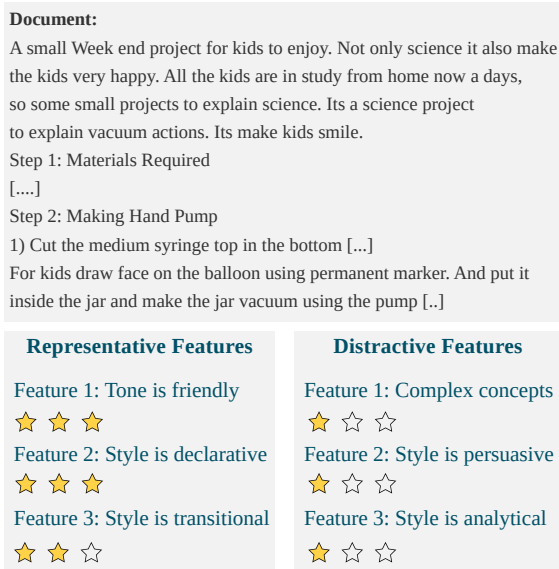 Document:
A small Week end project for kids to enjoy. Not only science it also make
the kids very happy. All the kids are in study from home now a days,
so some small projects to explain science. Its a science project
to explain vacuum actions. Its make kids smile.
Step 1: Materials Required
[....]
Step 2: Making Hand Pump
1) Cut the medium syringe top in the bottom [...]
For kids draw face on the balloon using permanent marker. And put it
inside the jar and make the jar vacuum using the pump [..]
Representative Features
Feature 1: Tone is friendly
Feature 2: Style is declarative
Feature 3: Style is transitional
Distractive Features
Feature 1: Complex concepts
Feature 2: Style is persuasive
Feature 3: Style is analytical